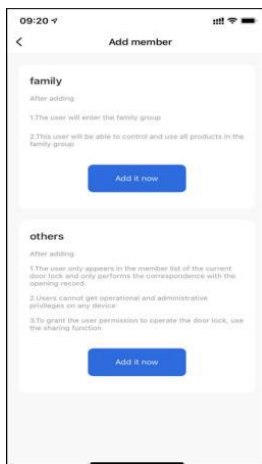 09:20
Add member
family
After adding
1.The user will enter the family group
2.This user will be able to control and use all products in the
family group
Add it now
others
After adding
1.The user only appears in the member list of the current
door lock and only performs the correspondence with the
opening record.
2.Users cannot get operational and administrative
privileges on any device
3.To grant the user permission to operate the door lock, use
the sharing function
Add it now